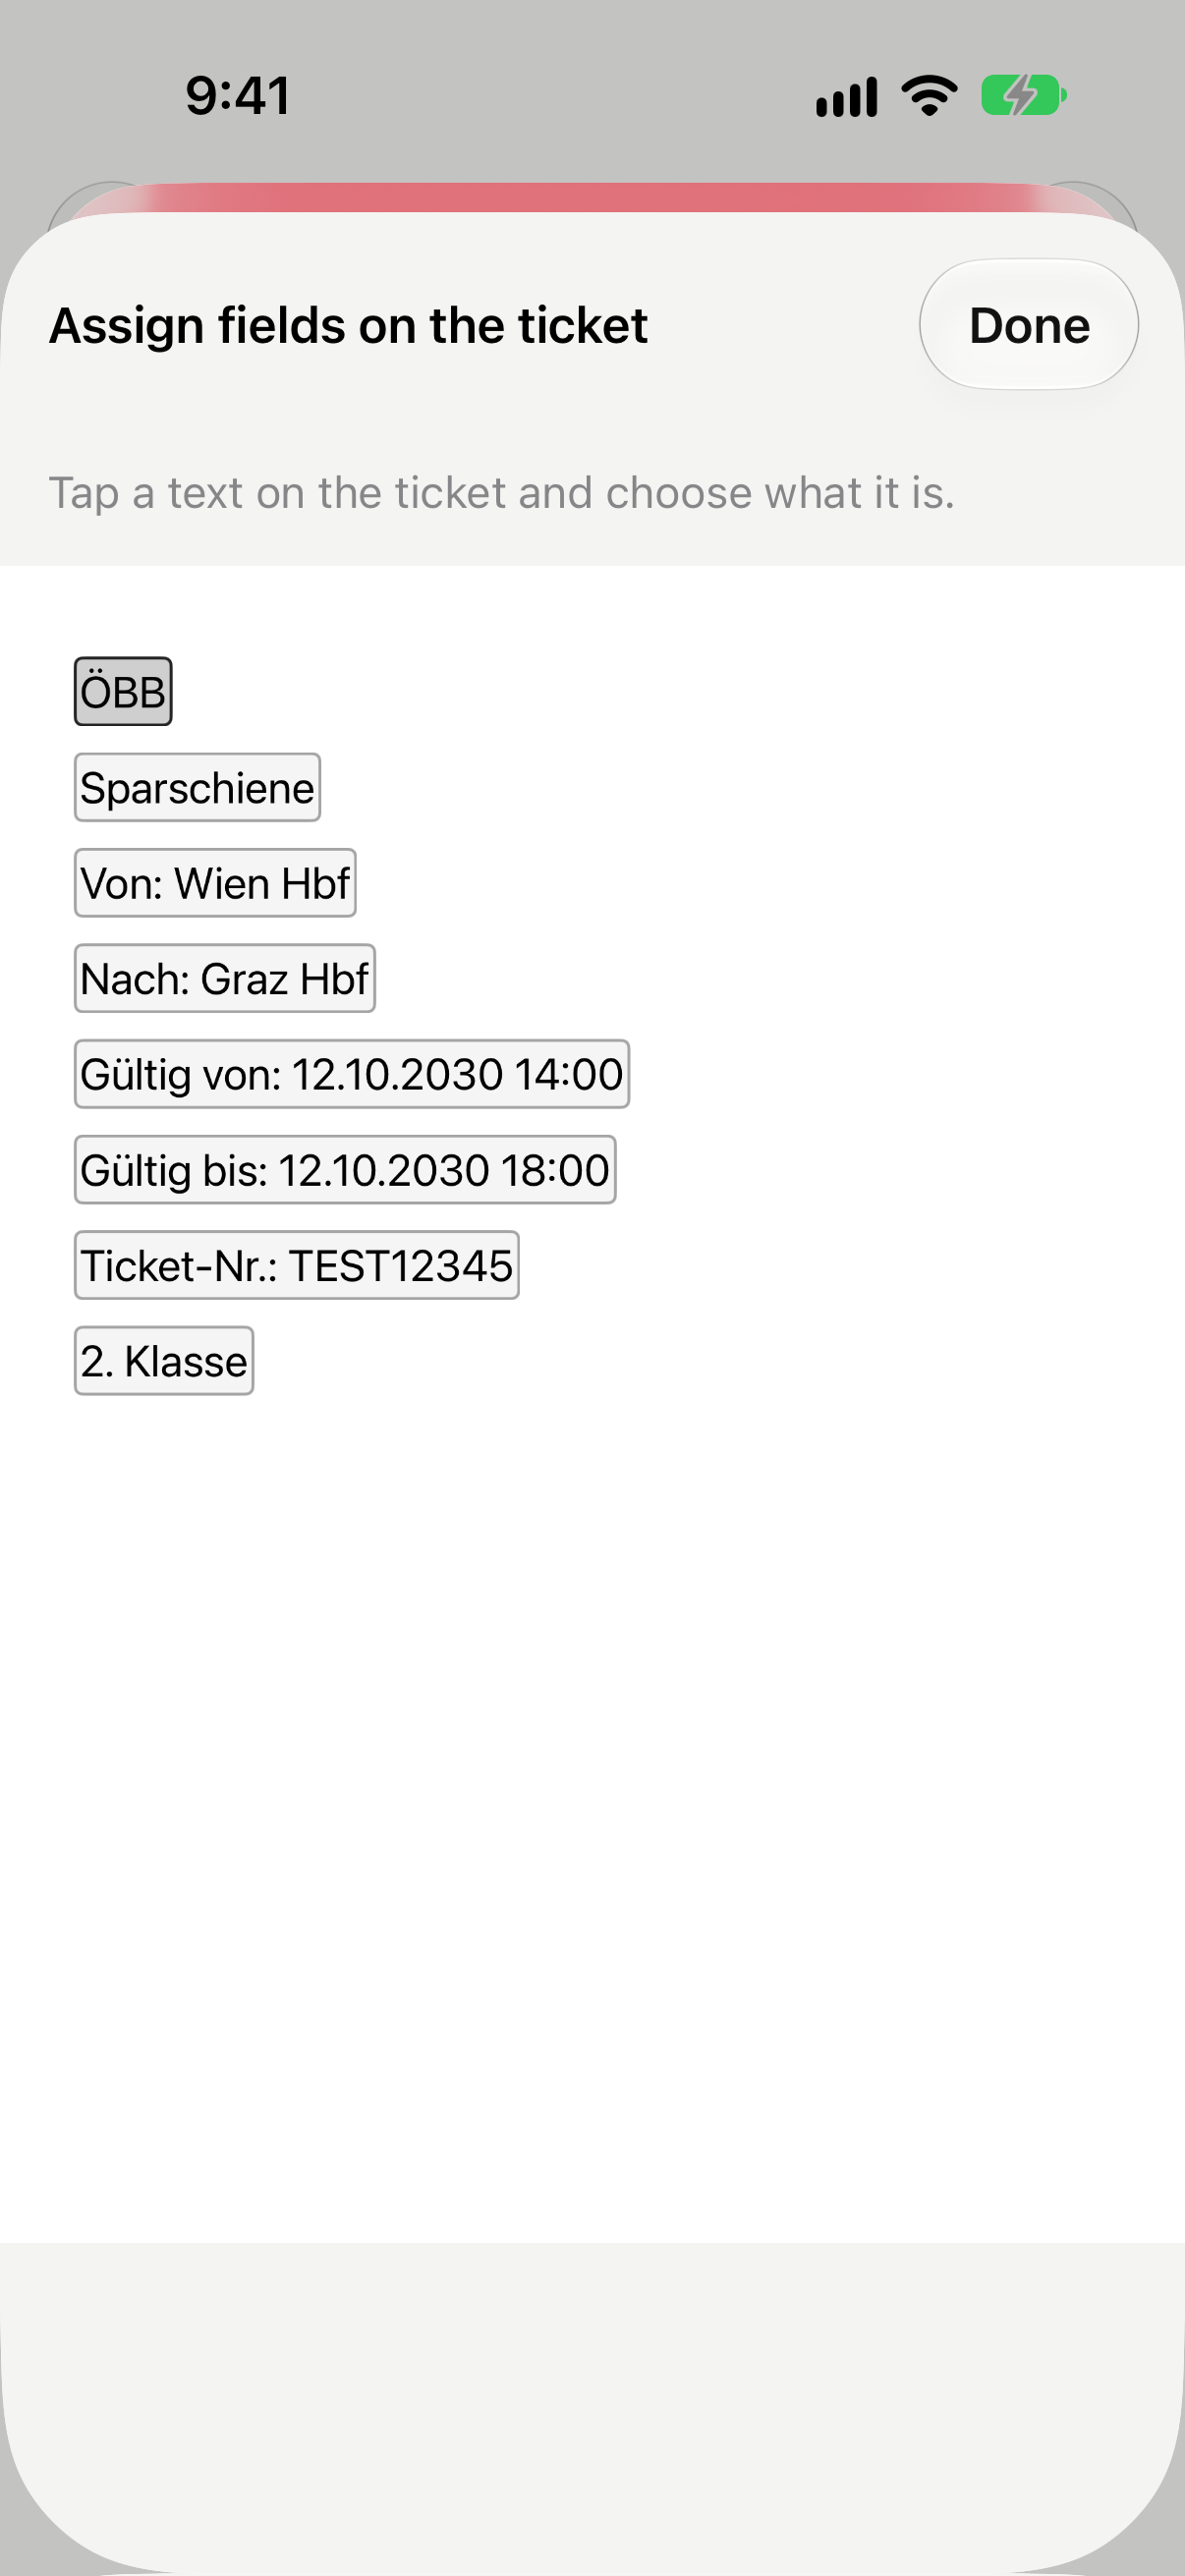 9:41
Assign fields on the ticket
Done
Tap a text on the ticket and choose what it is.
ÖBB
Sparschiene
Von: Wien Hbf
Nach: Graz Hbf
Gültig von: 12.10.2030 14:00
Gültig bis: 12.10.2030 18:00
Ticket-Nr.: TEST12345
2. Klasse